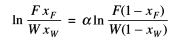 ln F x_F / W x_W = α ln F(1 − x_F) / W(1 − x_W)